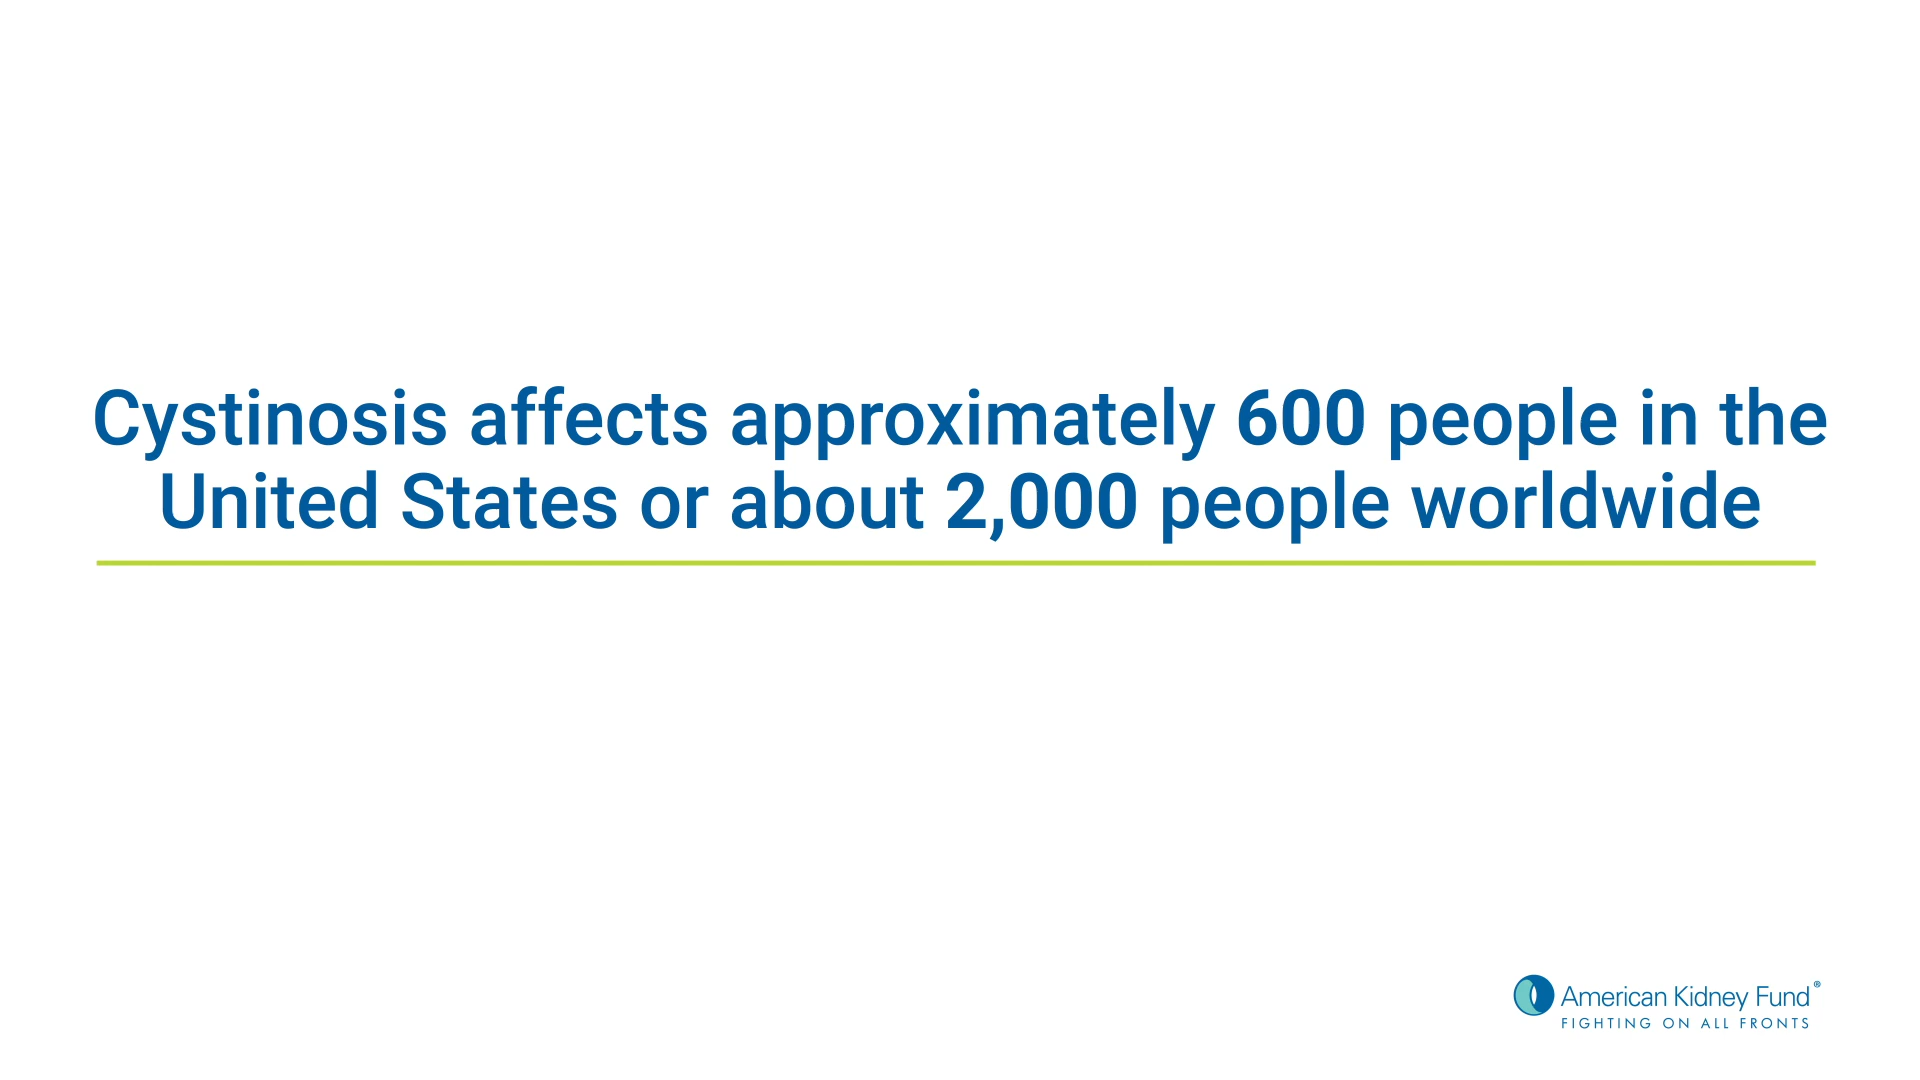 Cystinosis affects approximately 600 people in the
United States or about 2,000 people worldwide
American Kidney Fund®
FIGHTING ON ALL FRONTS